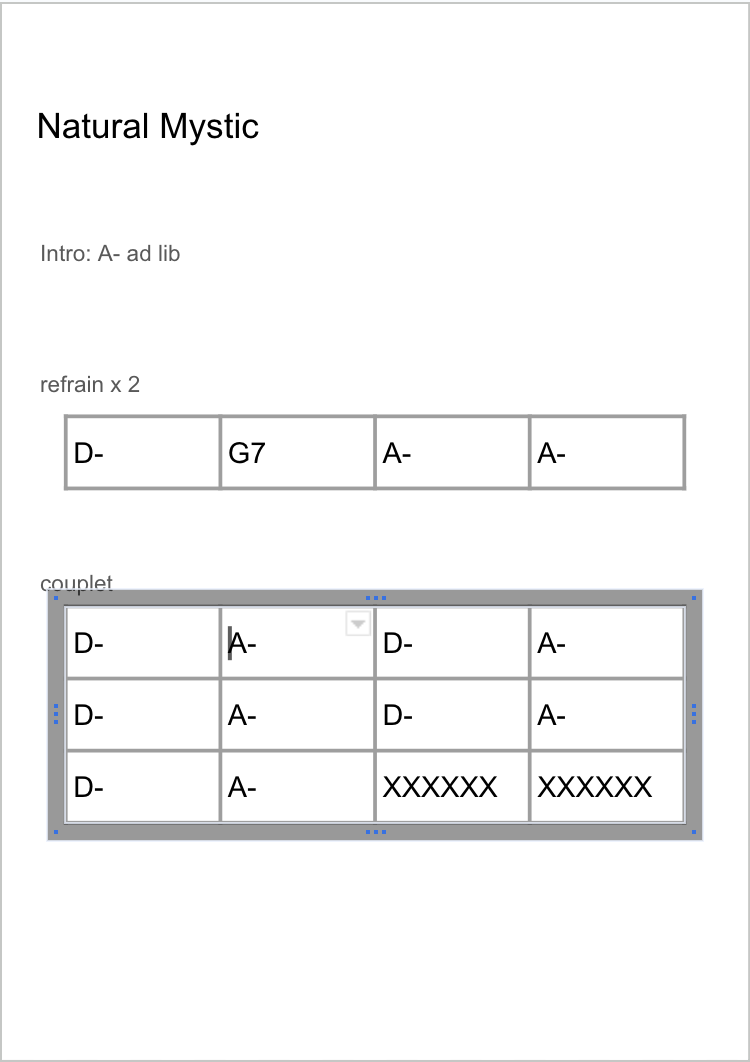 Natural Mystic
Intro: A- ad lib
refrain x 2
D- G7 A- A-
couplet
D- A- D- A-
D- A- D- A-
D- A- XXXXXX XXXXXX